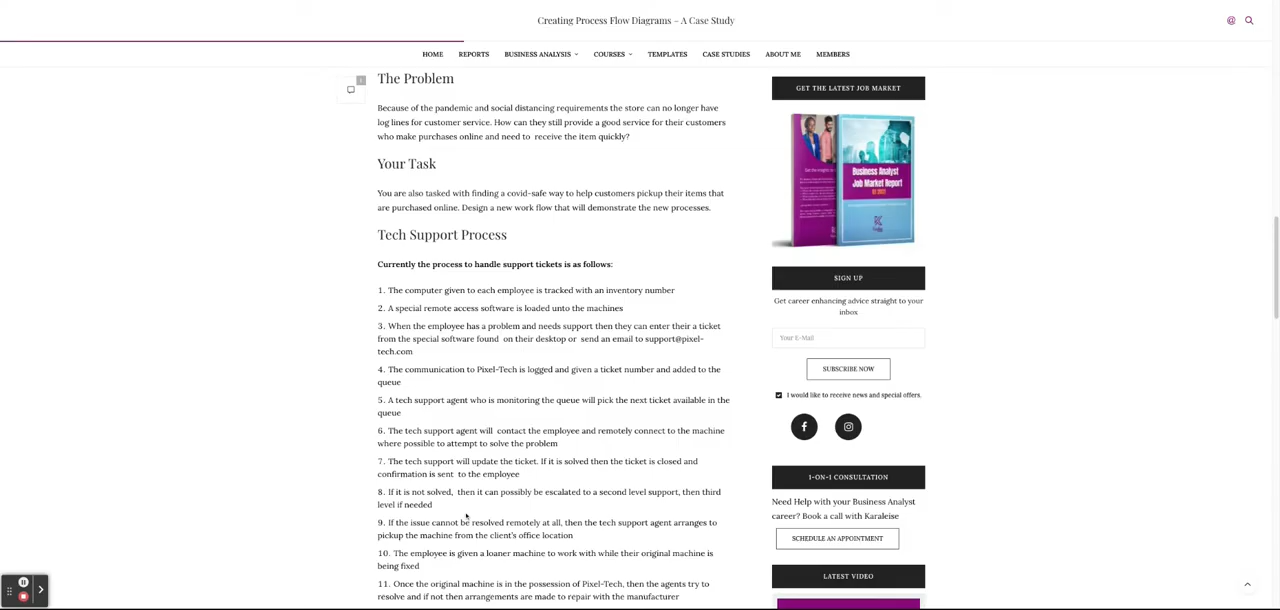 Creating Process Flow Diagrams – A Case Study
HOME REPORTS BUSINESS ANALYSIS COURSES TEMPLATES CASE STUDIES ABOUT ME MEMBERS
1
The Problem
Because of the pandemic and social distancing requirements the store can no longer have
log lines for customer service. How can they still provide a good service for their customers
who make purchases online and need to receive the item quickly?
Your Task
You are also tasked with finding a covid-safe way to help customers pickup their items that
are purchased online. Design a new work flow that will demonstrate the new processes.
Tech Support Process
Currently the process to handle support tickets is as follows:
1. The computer given to each employee is tracked with an inventory number
2. A special remote access software is loaded unto the machines
3. When the employee has a problem and needs support then they can enter their a ticket
from the special software found on their desktop or send an email to support@pixel-
tech.com
4. The communication to Pixel-Tech is logged and given a ticket number and added to the
queue
5. A tech support agent who is monitoring the queue will pick the next ticket available in the
queue
6. The tech support agent will contact the employee and remotely connect to the machine
where possible to attempt to solve the problem
7. The tech support will update the ticket. If it is solved then the ticket is closed and
confirmation is sent to the employee
8. If it is not solved, then it can possibly be escalated to a second level support, then third
level if needed
9. If the issue cannot be resolved remotely at all, then the tech support agent arranges to
pickup the machine from the client's office location
10. The employee is given a loaner machine to work with while their original machine is
being fixed
11. Once the original machine is in the possession of Pixel-Tech, then the agents try to
resolve and if not then arrangements are made to repair with the manufacturer
GET THE LATEST JOB MARKET
Business Analyst
Job Market Report
SIGN UP
Get career enhancing advice straight to your
inbox
Your E-Mail
SUBSCRIBE NOW
I would like to receive news and special offers.
1-ON-1 CONSULTATION
Need Help with your Business Analyst
career? Book a call with Karaleise
SCHEDULE AN APPOINTMENT
LATEST VIDEO